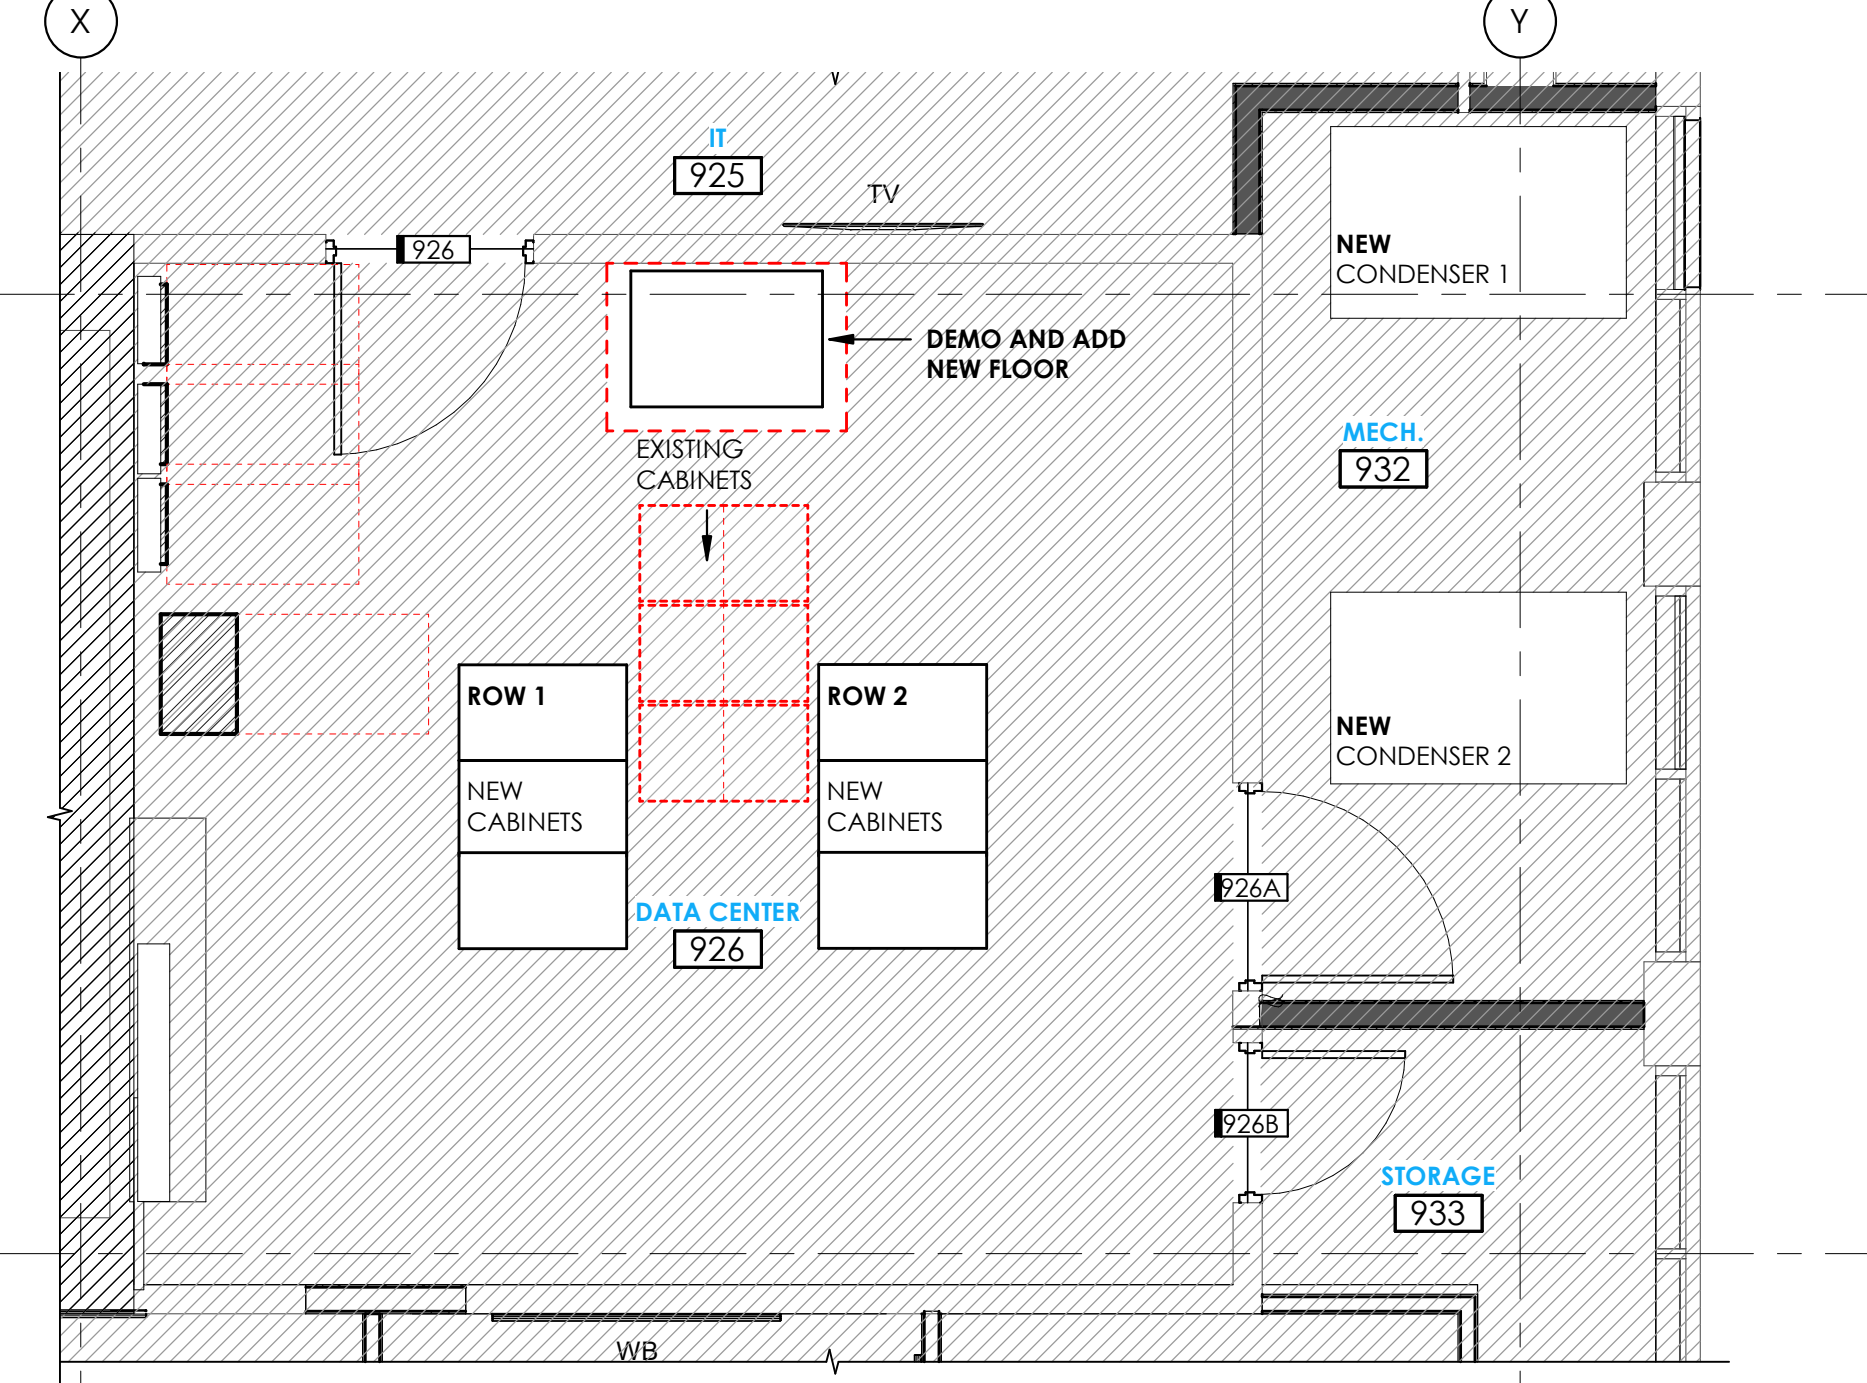 X
Y
IT
925
TV
926
NEW
CONDENSER 1
DEMO AND ADD
NEW FLOOR
EXISTING
CABINETS
MECH.
932
ROW 1
NEW
CABINETS
ROW 2
NEW
CABINETS
NEW
CONDENSER 2
926A
DATA CENTER
926
926B
STORAGE
933
WB